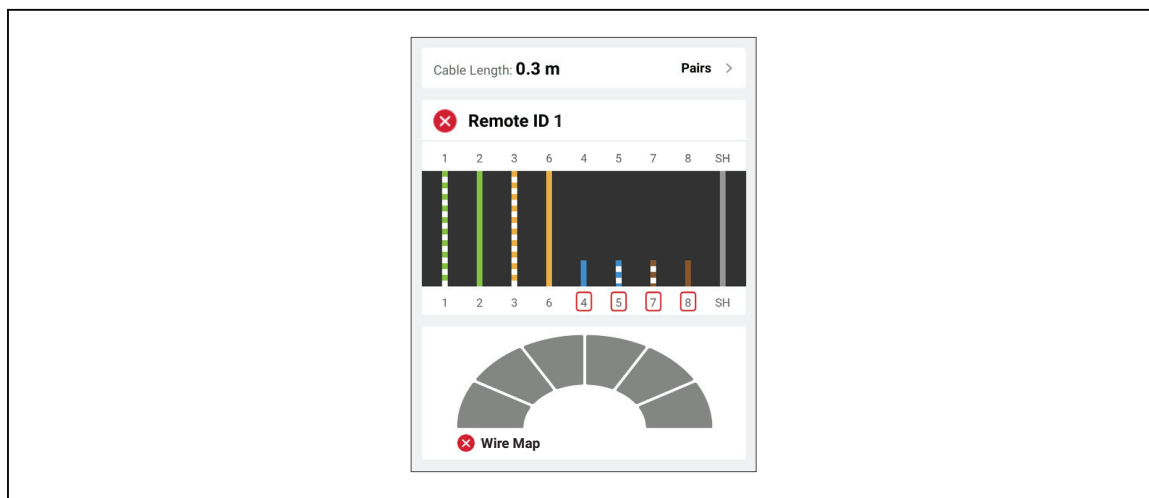 Cable Length: 0.3 m Pairs >
Remote ID 1
1 2 3 6 4 5 7 8 SH
1 2 3 6 4 5 7 8 SH
Wire Map